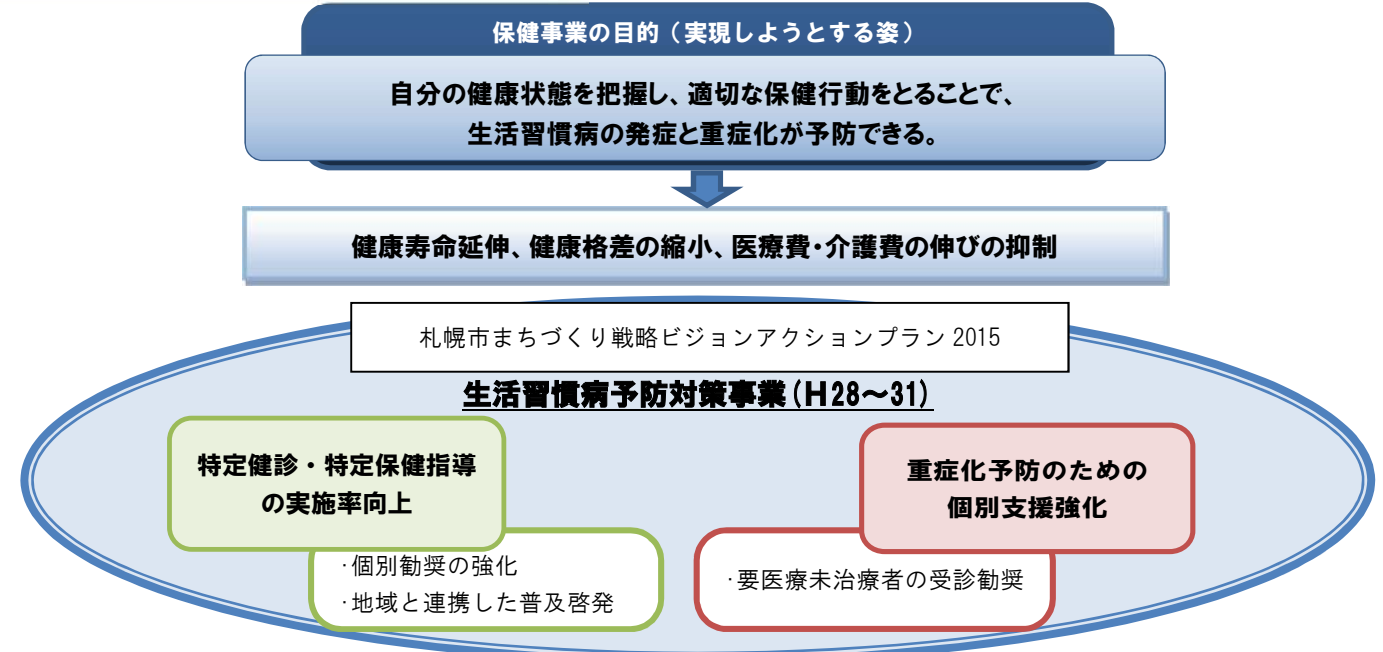 保健事業の目的（実現しようとする姿）
自分の健康状態を把握し、適切な保健行動をとることで、
生活習慣病の発症と重症化が予防できる。
健康寿命延伸、健康格差の縮小、医療費・介護費の伸びの抑制
札幌市まちづくり戦略ビジョンアクションプラン 2015
生活習慣病予防対策事業（H28～31）
特定健診・特定保健指導
の実施率向上
・個別勧奨の強化
・地域と連携した普及啓発
重症化予防のための
個別支援強化
・要医療未治療者の受診勧奨